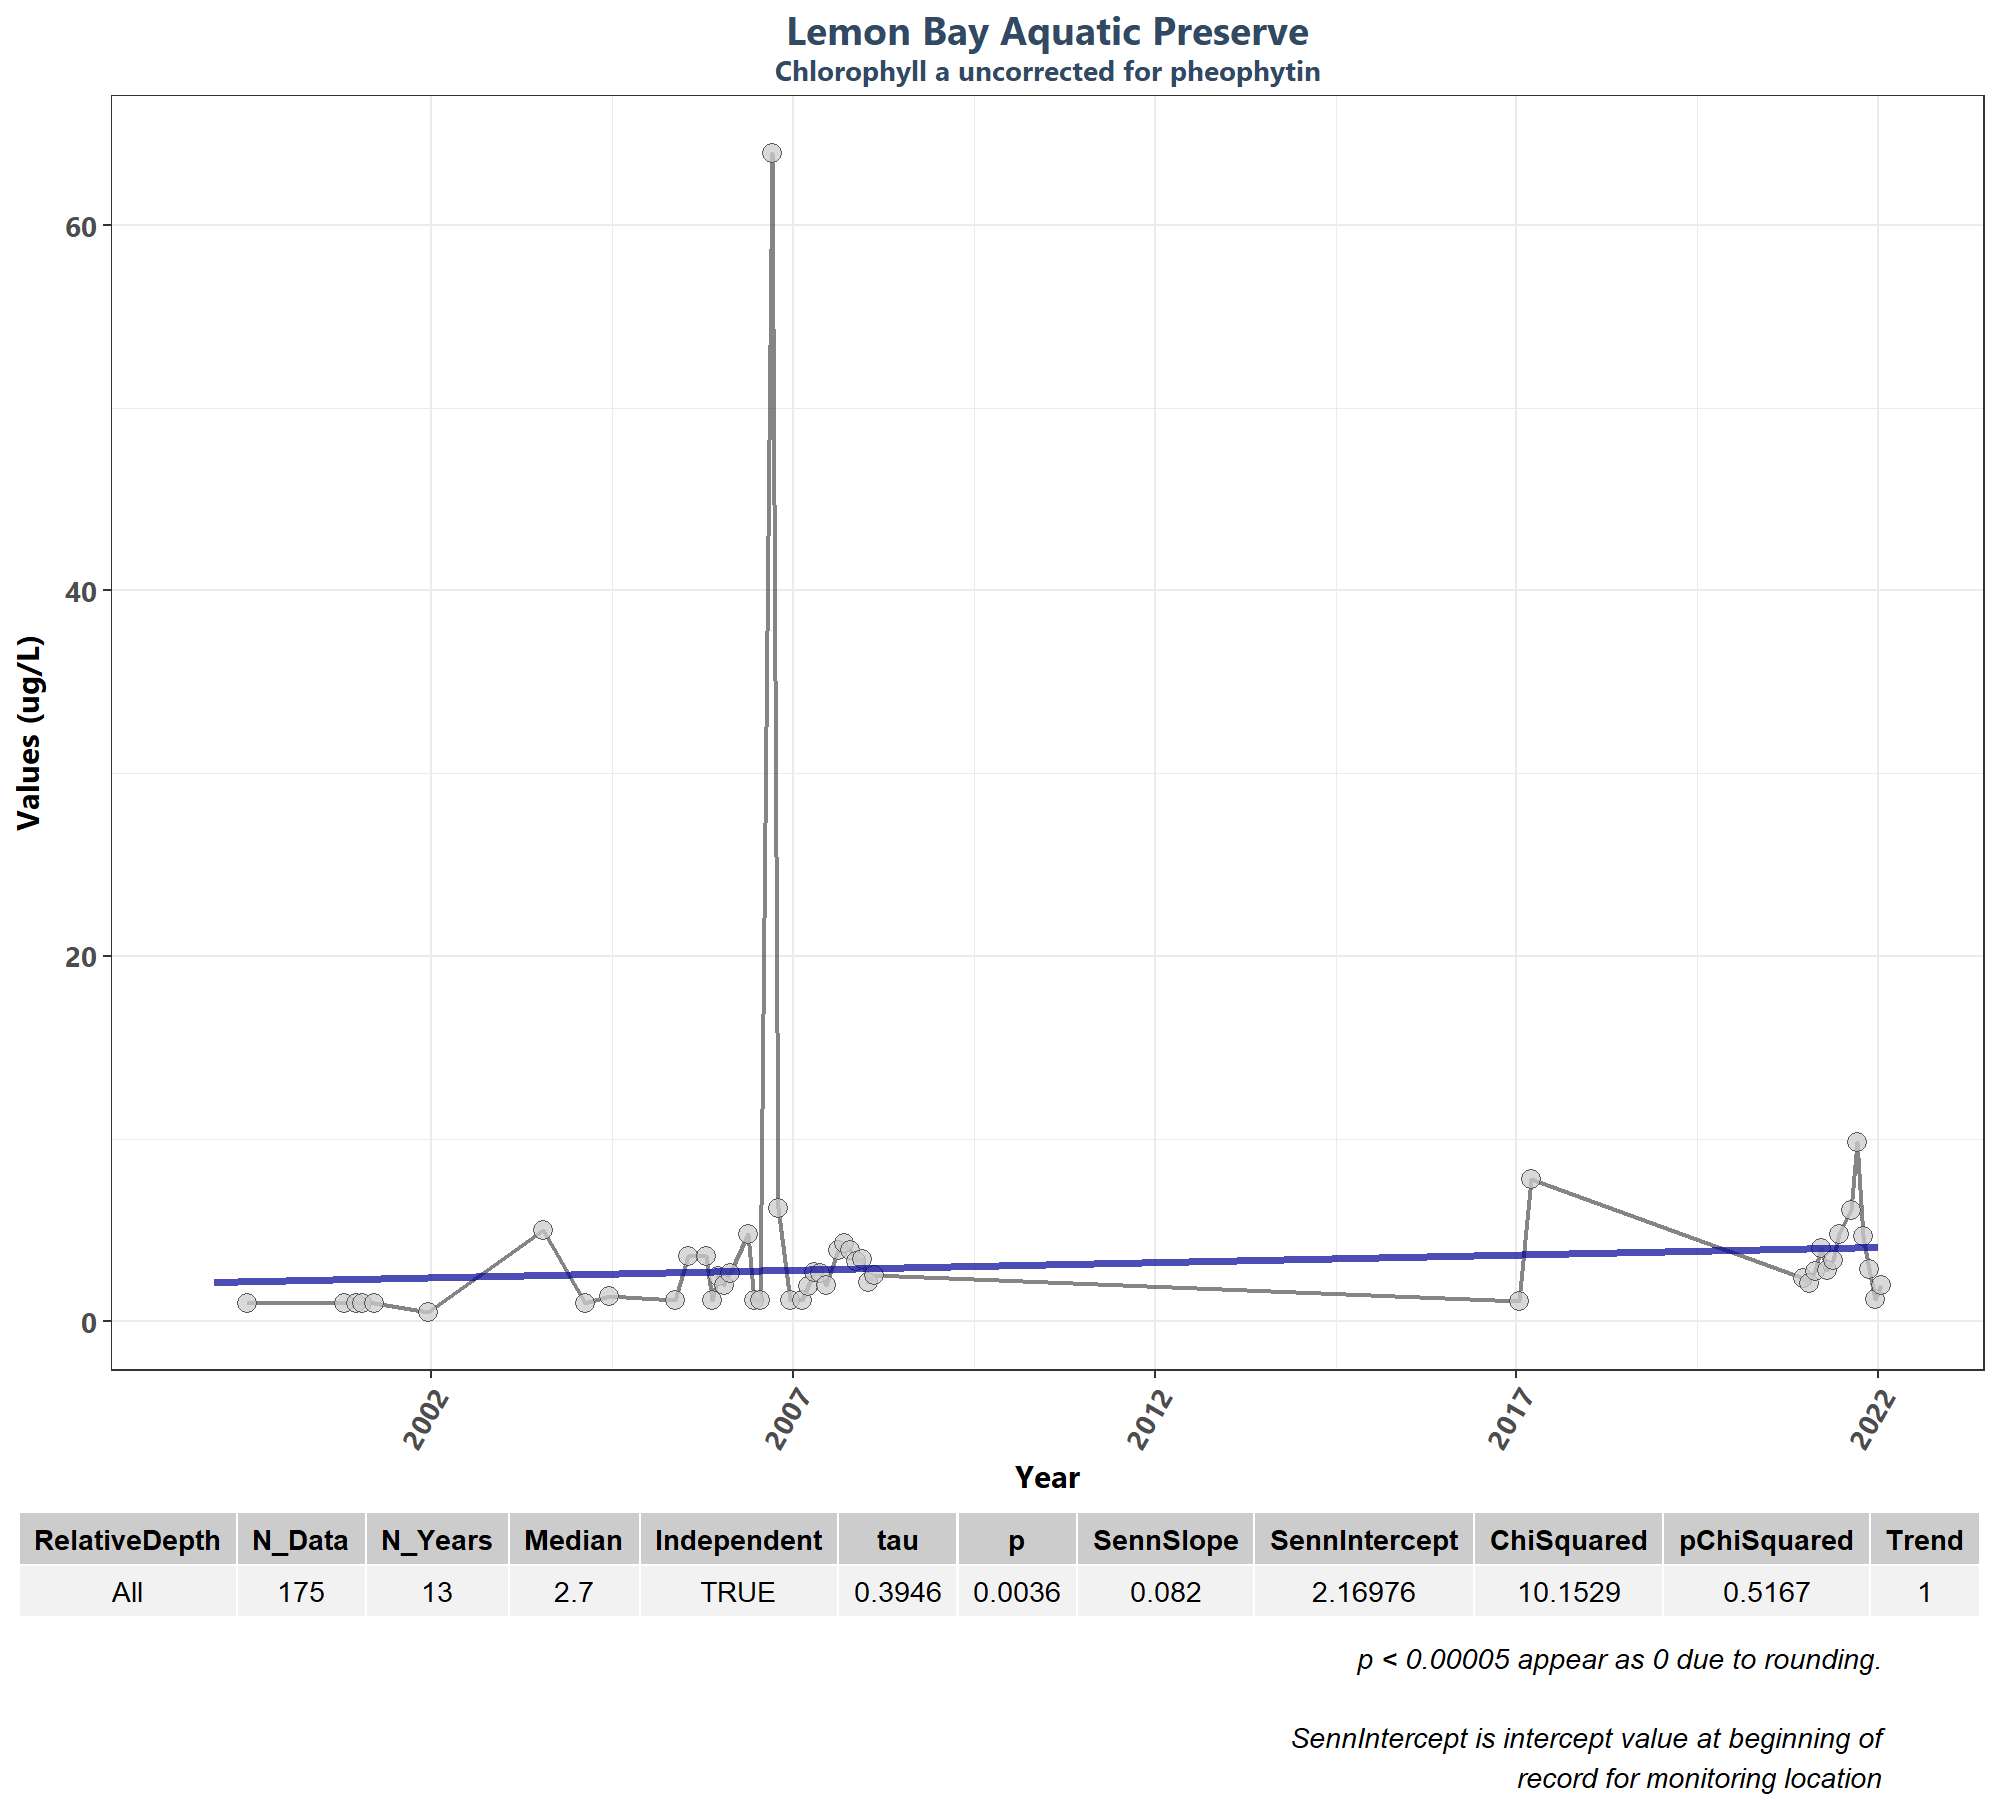 Lemon Bay Aquatic Preserve
Chlorophyll a uncorrected for pheophytin
Values (ug/L)
60
40
20
0
2002 2007 2012 2017 2022
Year
RelativeDepth N_Data N_Years Median Independent tau p SennSlope SennIntercept ChiSquared pChiSquared Trend
All 175 13 2.7 TRUE 0.3946 0.0036 0.082 2.16976 10.1529 0.5167 1
p < 0.00005 appear as 0 due to rounding.
SennIntercept is intercept value at beginning of
record for monitoring location